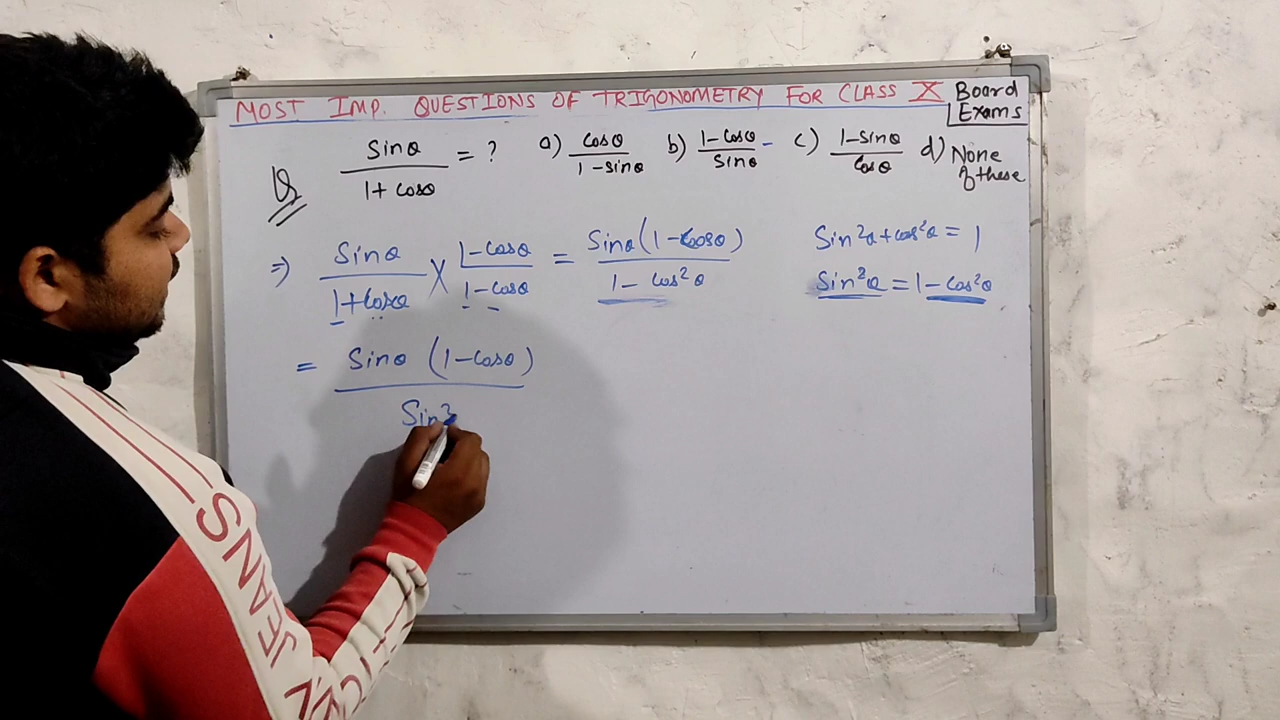 MOST IMP. QUESTIONS OF TRIGONOMETRY FOR CLASS X Board Exams
Q sinθ / 1+cosθ = ? a) cosθ / 1-sinθ b) 1-cosθ / sinθ c) 1-sinθ / cosθ d) None of these
⇒ sinθ / 1+cosθ × 1-cosθ / 1-cosθ = sinθ(1-cosθ) / 1-cos²θ
sin²θ+cos²θ = 1
sin²θ = 1-cos²θ
= sinθ (1-cosθ) / sin²
JEANS